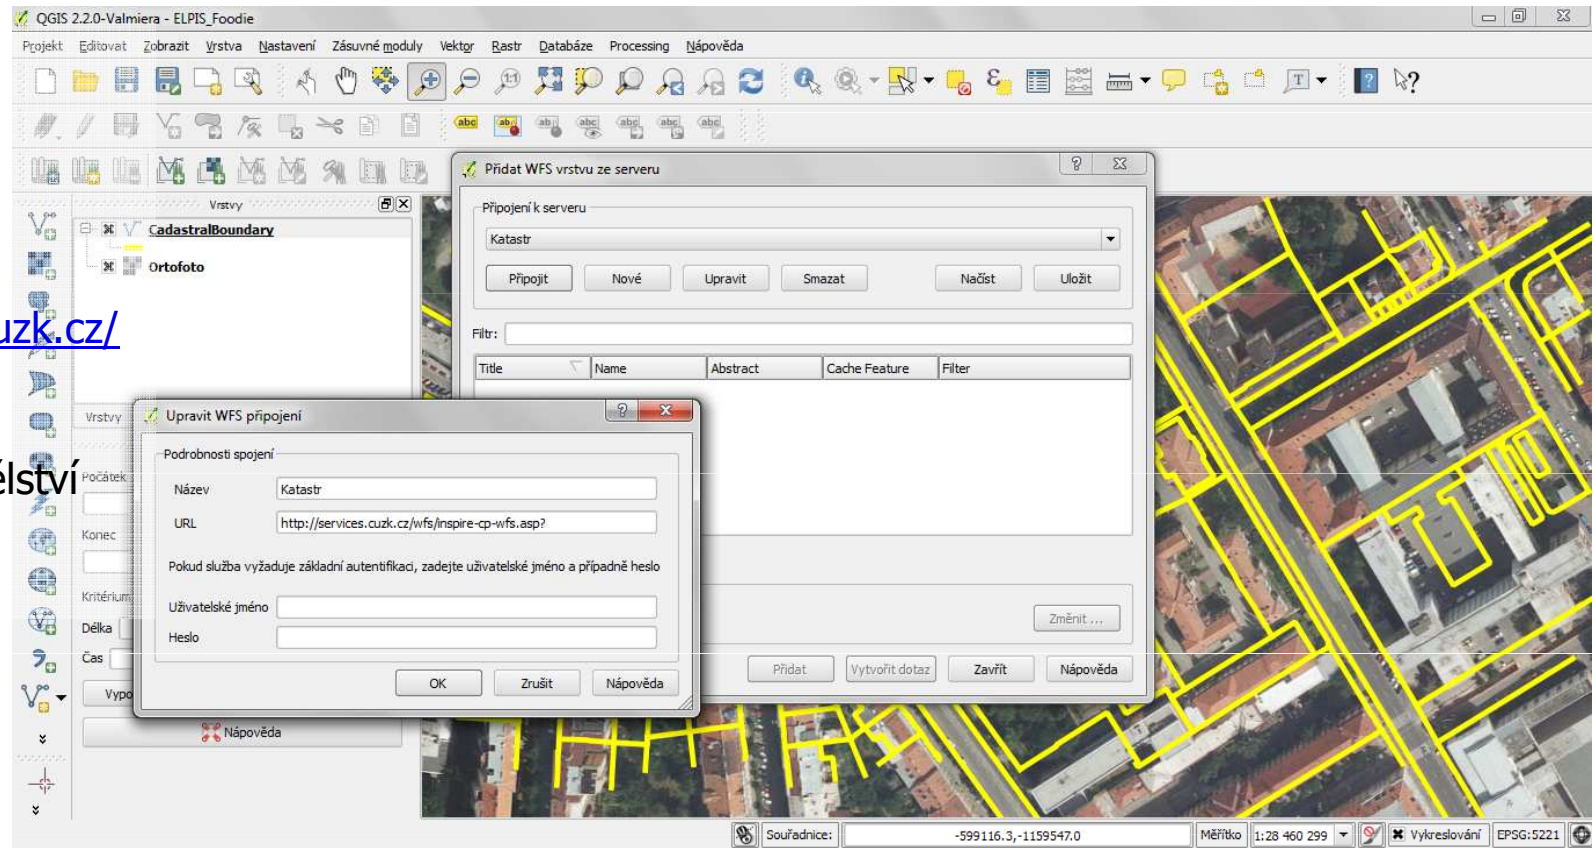 QGIS 2.2.0-Valmiera - ELPIS_Foodie
Projekt Editovat Zobrazit Vrstva Nastavení Zásuvné moduly Vektor Rastr Databáze Processing Nápověda
Vrstvy
CadastralBoundary
Ortofoto
uzk.cz/
Vrstvy
ělství
Počátek
Konec
Kritérium
Délka
Čas
Vypo
Nápověda
Přidat WFS vrstvu ze serveru
Připojení k serveru
Katastr
Připojit Nové Upravit Smazat Načíst Uložit
Filtr:
Title Name Abstract Cache Feature Filter
Změnit ...
Přidat Vytvořit dotaz Zavřít Nápověda
Upravit WFS připojení
Podrobnosti spojení
Název Katastr
URL http://services.cuzk.cz/wfs/inspire-cp-wfs.asp?
Pokud služba vyžaduje základní autentifikaci, zadejte uživatelské jméno a případně heslo
Uživatelské jméno
Heslo
OK Zrušit Nápověda
Souřadnice: -599116.3,-1159547.0 Měřítko 1:28 460 299 Vykreslování EPSG:5221